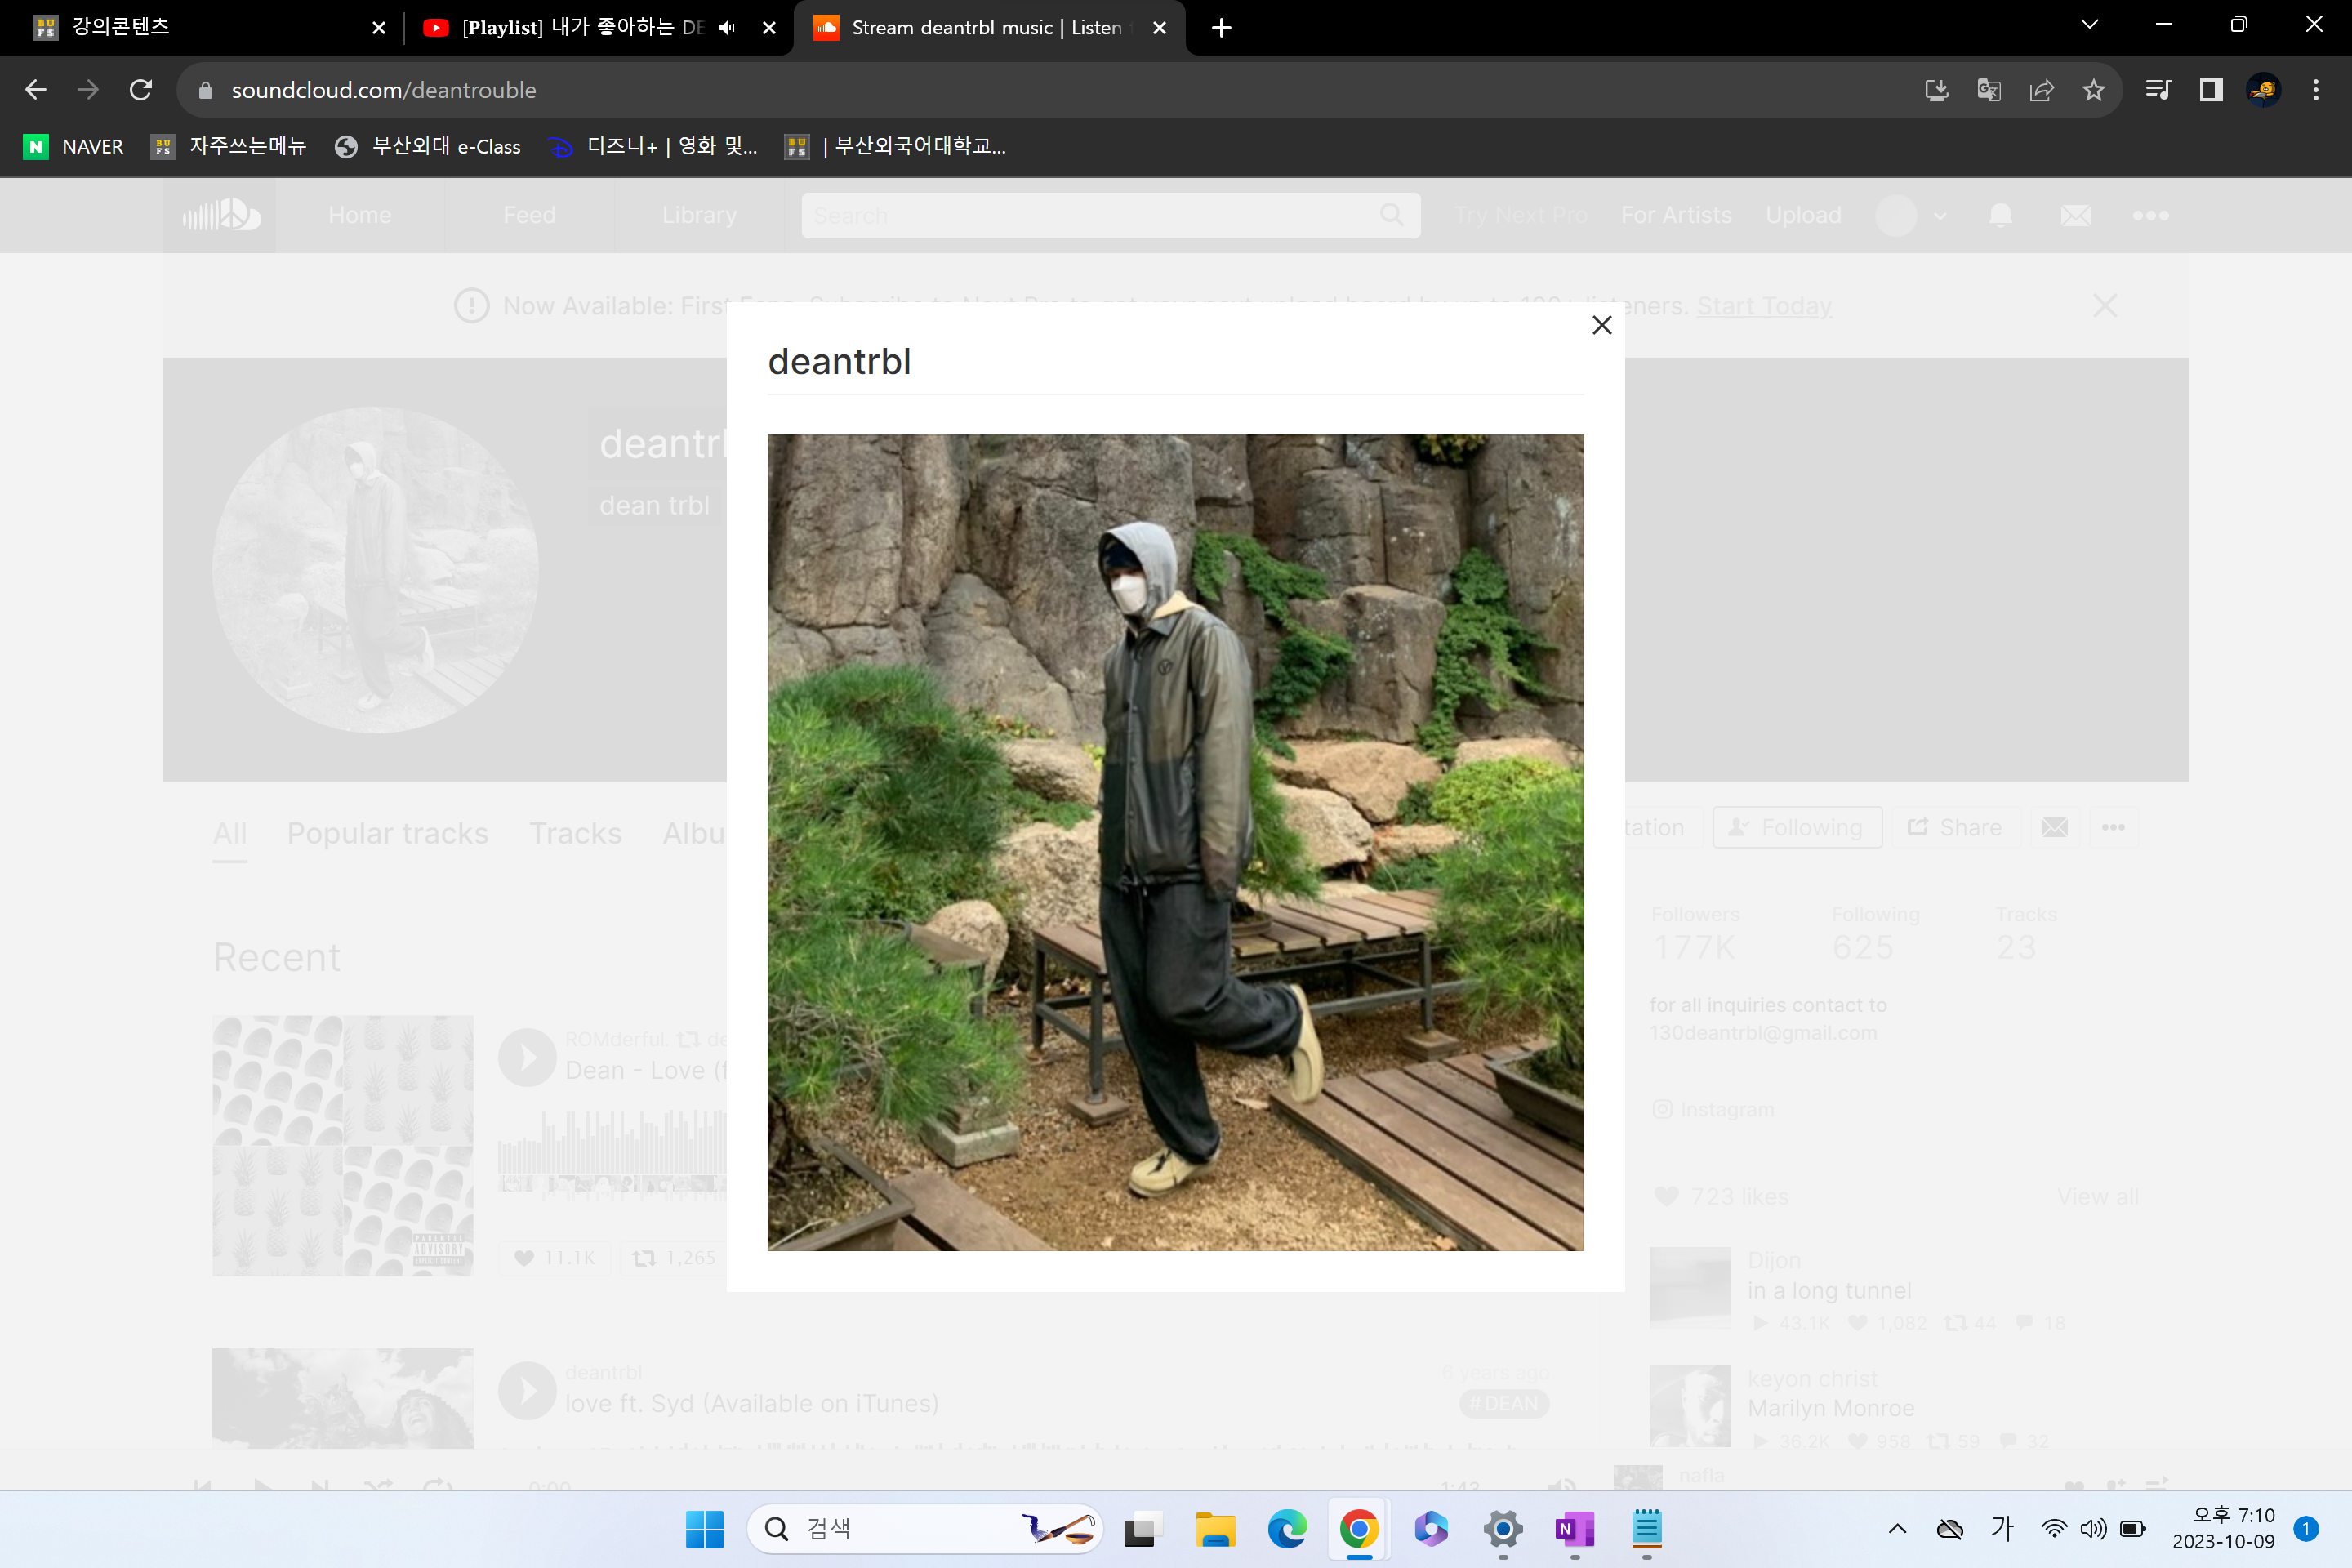 강의콘텐츠
[Playlist] 내가 좋아하는 DE
Stream deantrbl music | Listen
soundcloud.com/deantrouble
NAVER
자주쓰는메뉴
부산외대 e-Class
디즈니+ | 영화 및...
| 부산외국어대학교...
Home
Feed
Library
Search
Try Next Pro
For Artists
Upload
Now Available: First Fans. Subscribe to Next Pro to get your next upload heard by up to 100+ listeners. Start Today
deantrbl
deantrl
dean trbl
All
Popular tracks
Tracks
Albu
tation
Following
Share
Followers
Following
Tracks
177K
625
23
for all inquiries contact to
130deantrbl@gmail.com
Instagram
Recent
ROMderful. de
Dean - Love (f
PARENTAL
ADVISORY
11.1K
1,265
723 likes
View all
Dijon
in a long tunnel
43.1K 1,082 44 18
deantrbl
6 years ago
love ft. Syd (Available on iTunes)
# DEAN
keyon christ
Marilyn Monroe
36.2K 958 59 32
nafla
0:00
1:43
검색
가
오후 7:10
2023-10-09
1